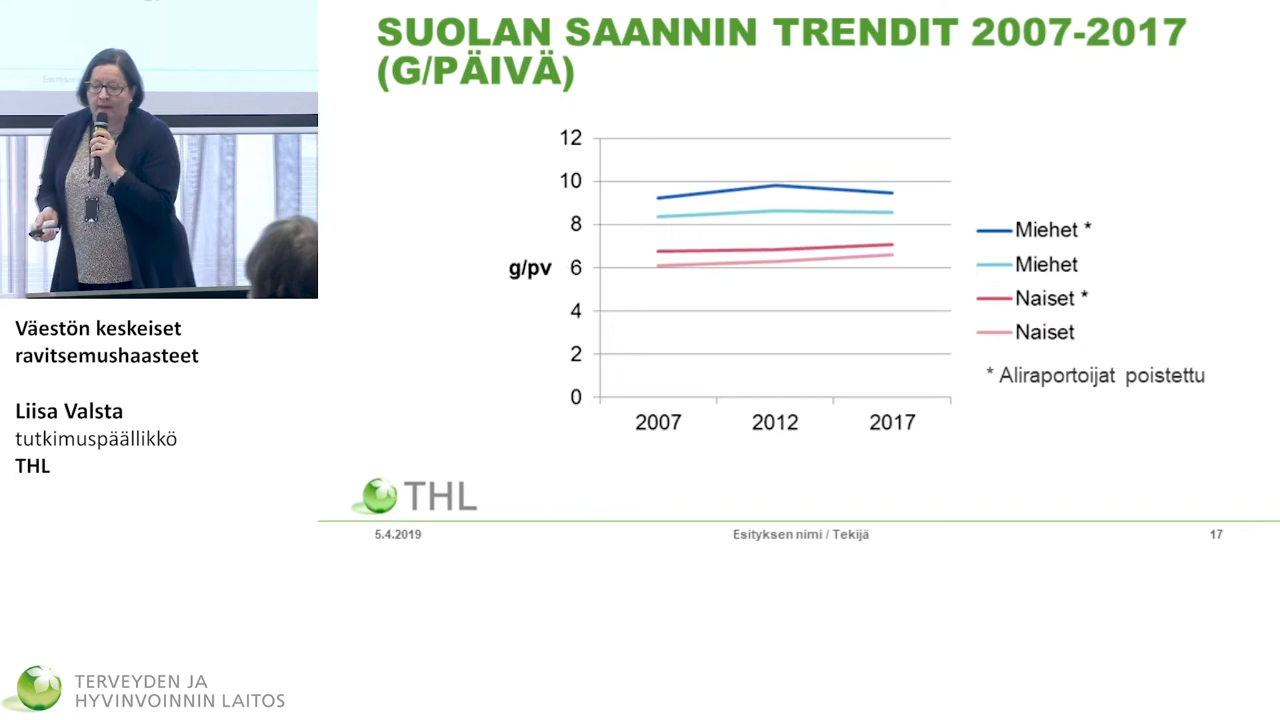 SUOLAN SAANNIN TRENDIT 2007-2017
(G/PÄIVÄ)
12
10
8
g/pv
6
4
2
0
2007
2012
2017
Miehet *
Miehet
Naiset *
Naiset
* Aliraportoijat poistettu
Väestön keskeiset
ravitsemushaasteet
Liisa Valsta
tutkimuspäällikkö
THL
THL
5.4.2019
Esityksen nimi / Tekijä
17
TERVEYDEN JA
HYVINVOINNIN LAITOS